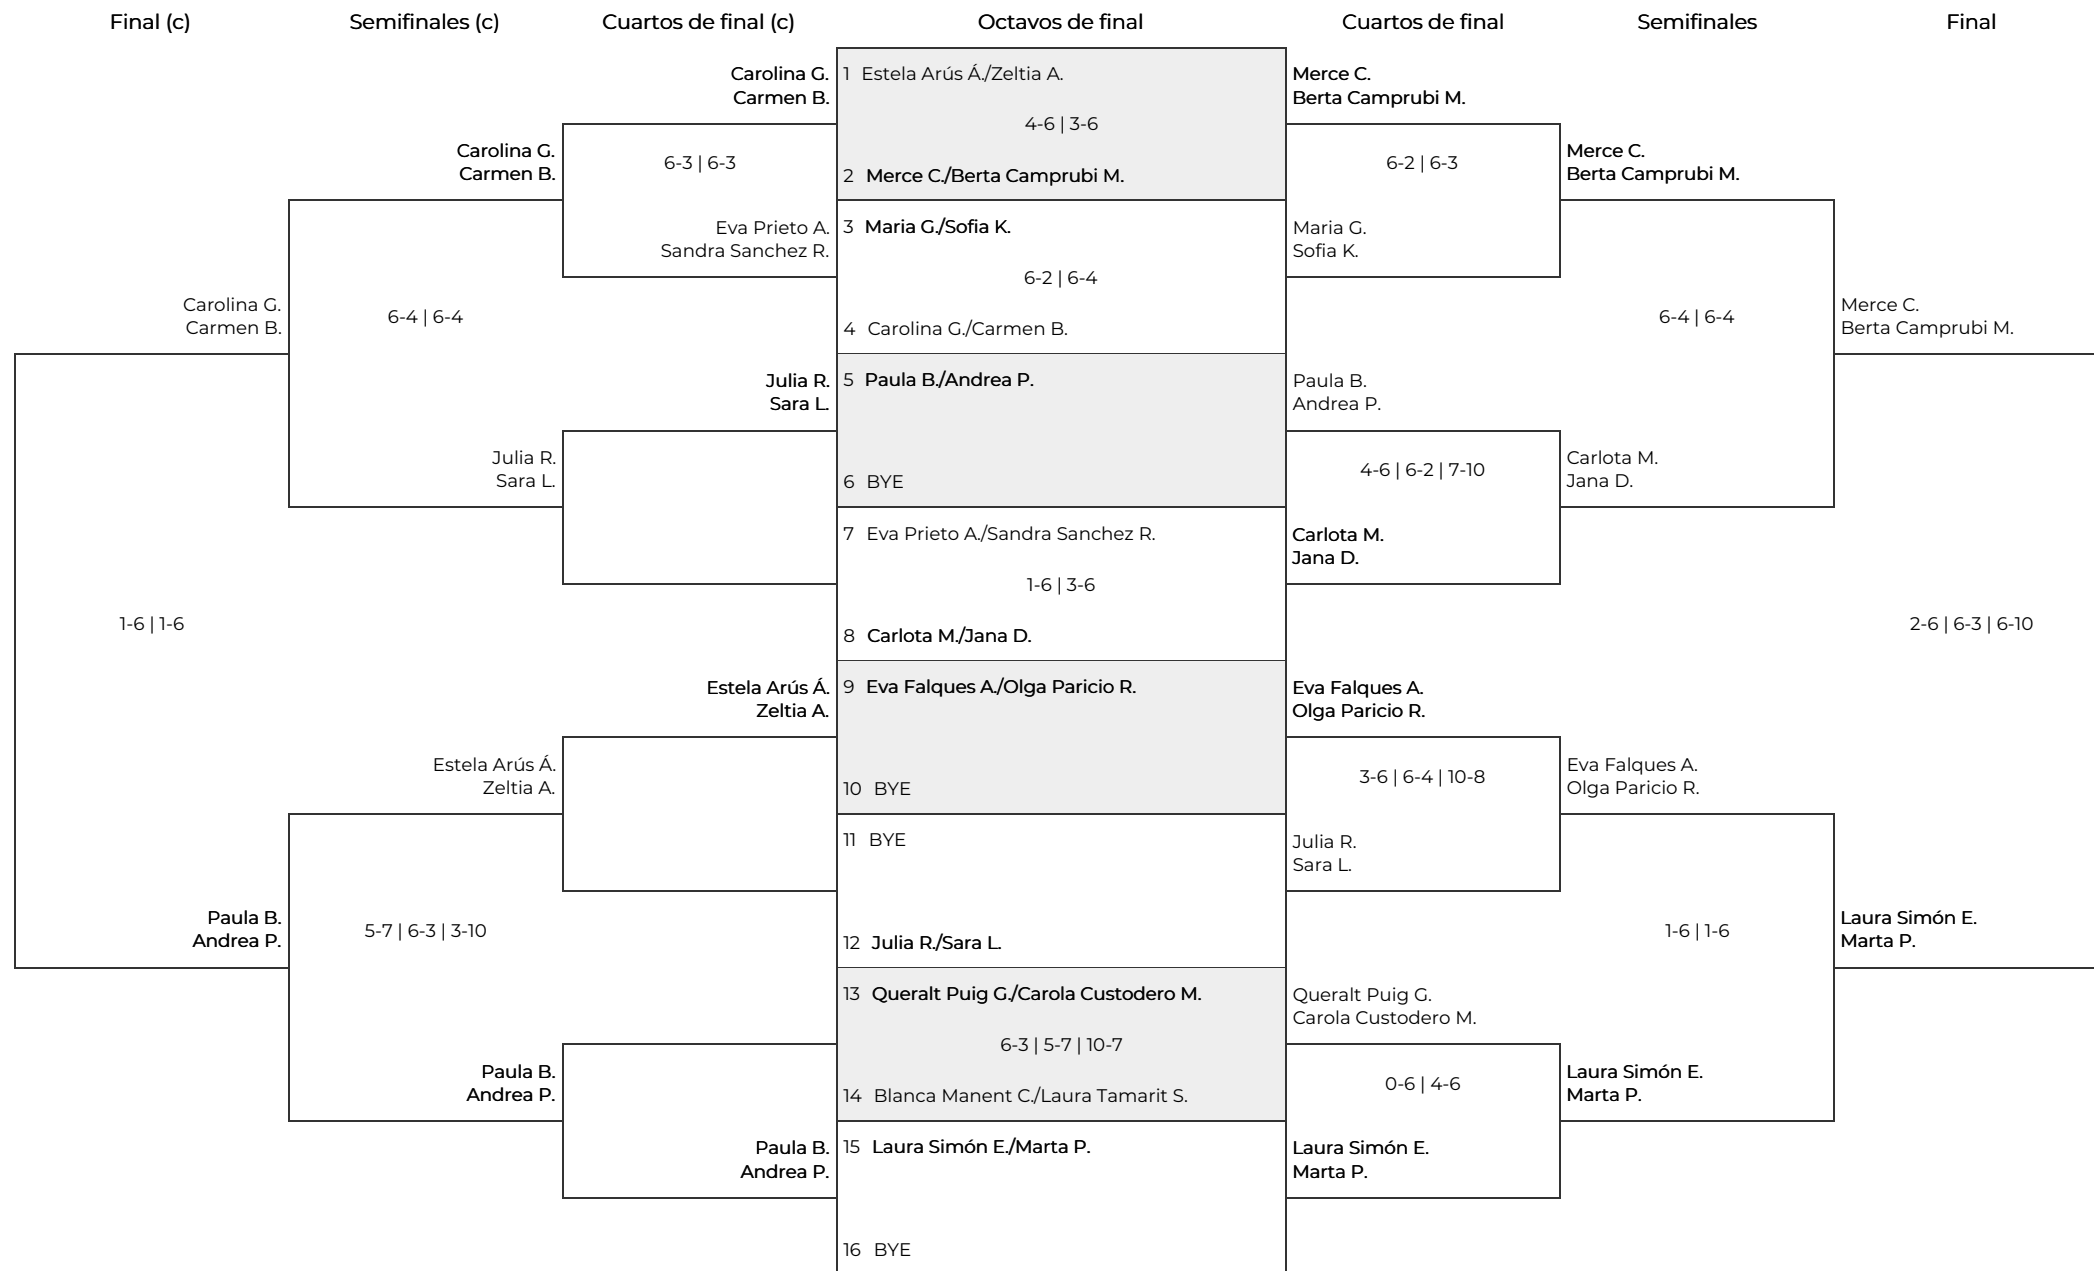 Final (c)
Semifinales (c)
Cuartos de final (c)
Octavos de final
Cuartos de final
Semifinales
Final
Carolina G.
Carmen B.
1-6 | 1-6
Paula B.
Andrea P.
Carolina G.
Carmen B.
6-4 | 6-4
Julia R.
Sara L.
Estela Arús Á.
Zeltia A.
5-7 | 6-3 | 3-10
Paula B.
Andrea P.
Carolina G.
Carmen B.
6-3 | 6-3
Eva Prieto A.
Sandra Sanchez R.
Julia R.
Sara L.
Estela Arús Á.
Zeltia A.
Paula B.
Andrea P.
1 Estela Arús Á./Zeltia A.
4-6 | 3-6
2 Merce C./Berta Camprubi M.
3 Maria G./Sofia K.
6-2 | 6-4
4 Carolina G./Carmen B.
5 Paula B./Andrea P.
6 BYE
7 Eva Prieto A./Sandra Sanchez R.
1-6 | 3-6
8 Carlota M./Jana D.
9 Eva Falques A./Olga Paricio R.
10 BYE
11 BYE
12 Julia R./Sara L.
13 Queralt Puig G./Carola Custodero M.
6-3 | 5-7 | 10-7
14 Blanca Manent C./Laura Tamarit S.
15 Laura Simón E./Marta P.
16 BYE
Merce C.
Berta Camprubi M.
6-2 | 6-3
Maria G.
Sofia K.
Paula B.
Andrea P.
4-6 | 6-2 | 7-10
Carlota M.
Jana D.
Eva Falques A.
Olga Paricio R.
3-6 | 6-4 | 10-8
Julia R.
Sara L.
Queralt Puig G.
Carola Custodero M.
0-6 | 4-6
Laura Simón E.
Marta P.
Merce C.
Berta Camprubi M.
6-4 | 6-4
Carlota M.
Jana D.
Eva Falques A.
Olga Paricio R.
1-6 | 1-6
Laura Simón E.
Marta P.
Merce C.
Berta Camprubi M.
2-6 | 6-3 | 6-10
Laura Simón E.
Marta P.